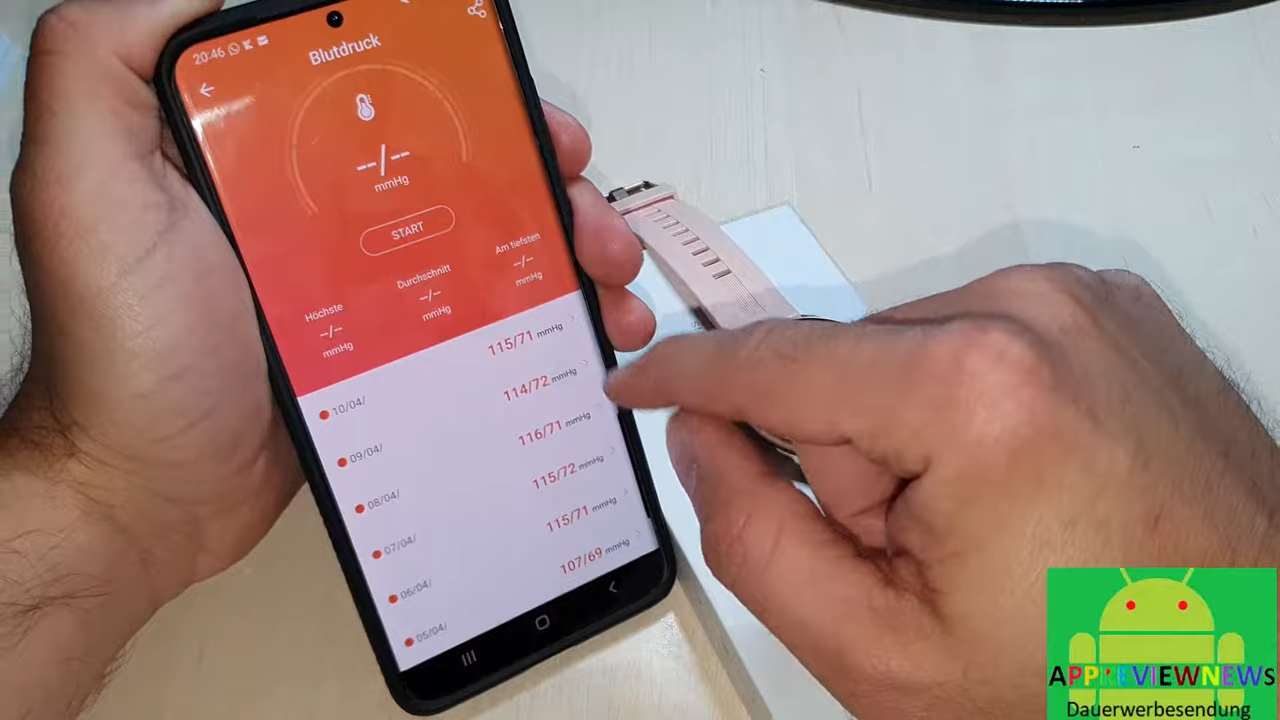 20:46
Blutdruck
--/--
mmHg
START
Höchste
--/--
mmHg
Durchschnitt
--/--
mmHg
Am tiefsten
--/--
mmHg
10/04/ 115/71 mmHg
09/04/ 114/72 mmHg
08/04/ 116/71 mmHg
07/04/ 115/72 mmHg
06/04/ 115/71 mmHg
05/04/ 107/69 mmHg
APPREVIEWNEWs
Dauerwerbesendung